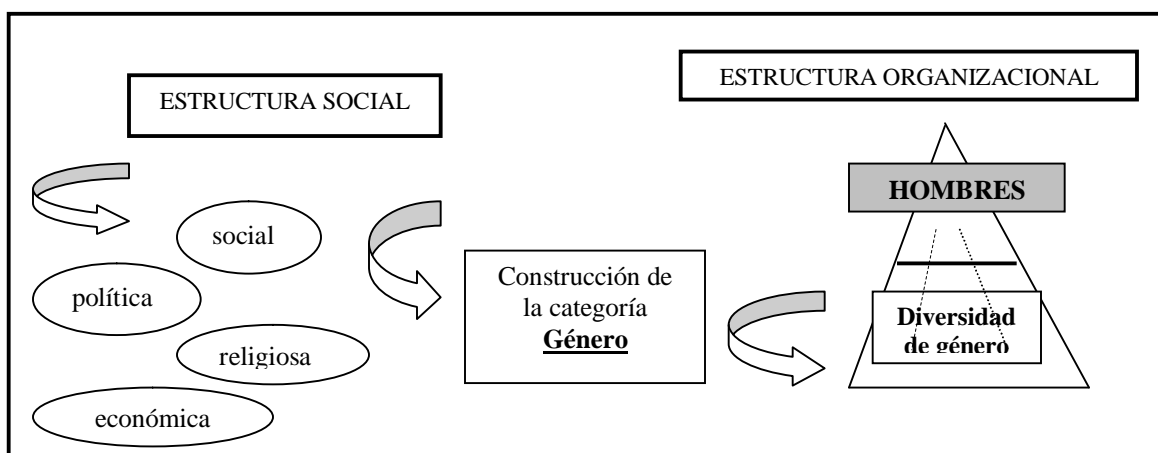 ESTRUCTURA SOCIAL
social
política
religiosa
económica
Construcción de
la categoría
Género
ESTRUCTURA ORGANIZACIONAL
HOMBRES
Diversidad
de género